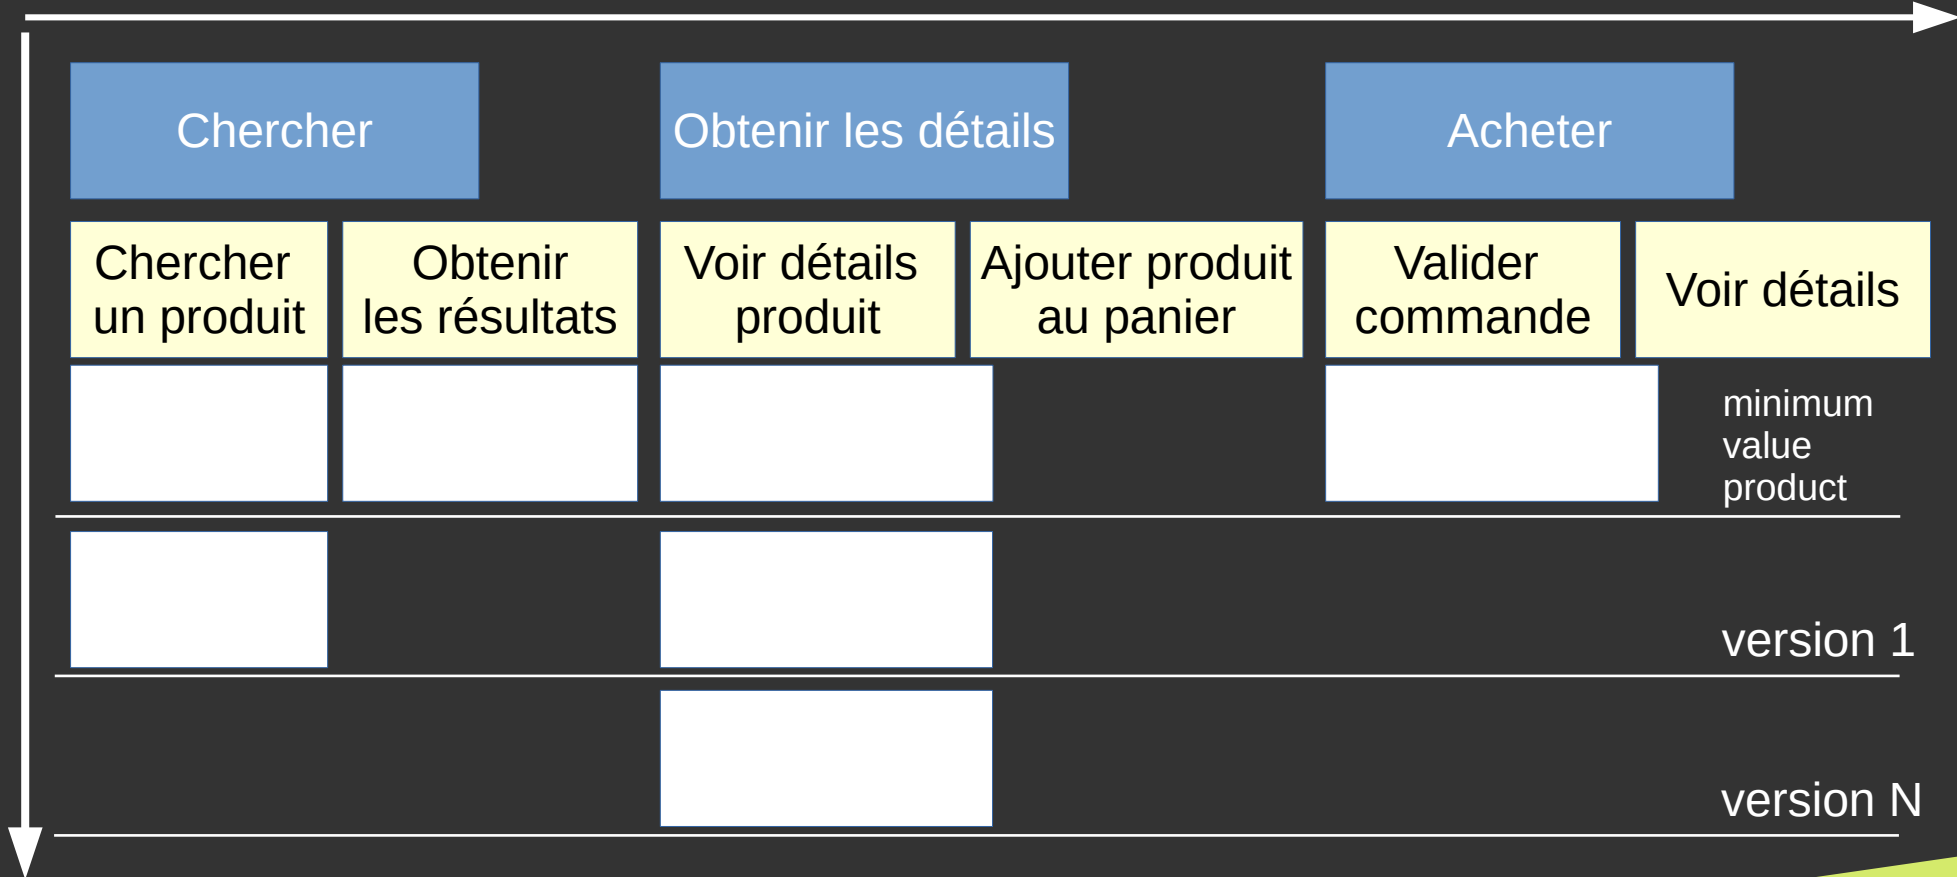 Chercher
Obtenir les détails
Acheter
Chercher
un produit
Obtenir
les résultats
Voir détails
produit
Ajouter produit
au panier
Valider
commande
Voir détails
minimum
value
product
version 1
version N